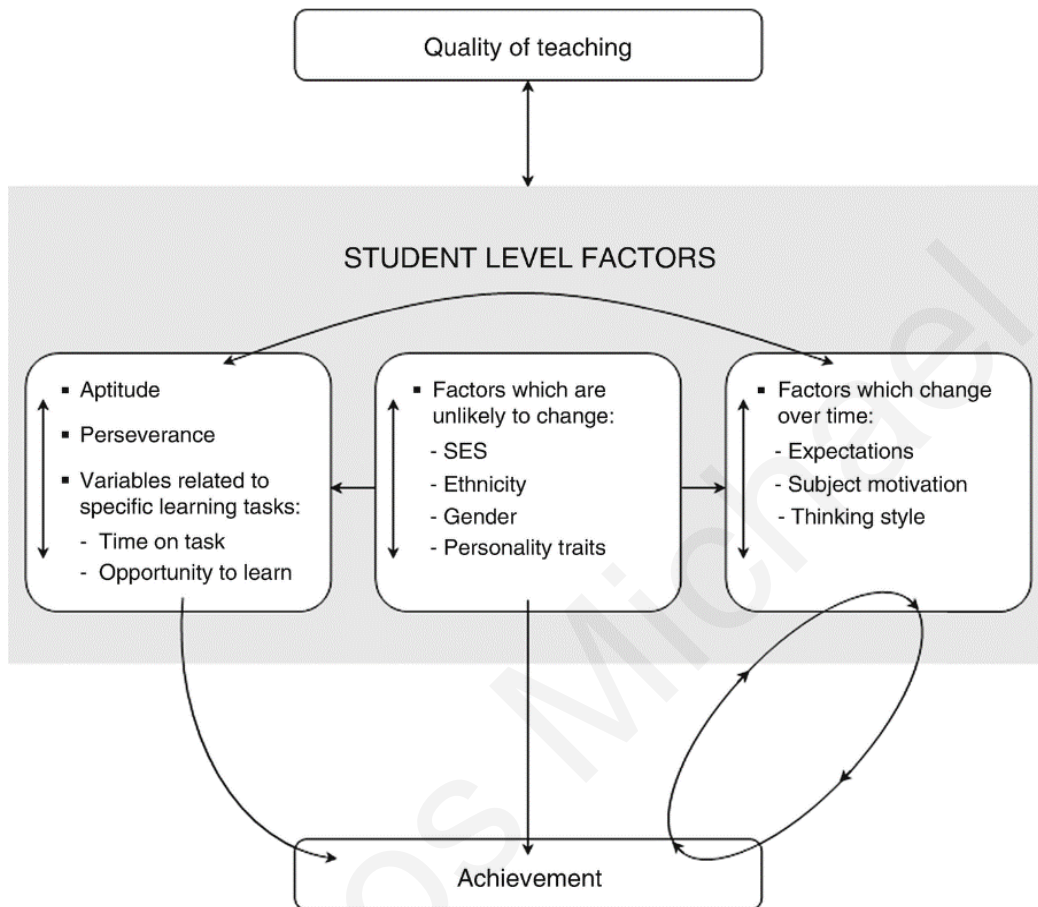 Quality of teaching
STUDENT LEVEL FACTORS
▪ Aptitude
▪ Perseverance
▪ Variables related to
specific learning tasks:
- Time on task
- Opportunity to learn
▪ Factors which are
unlikely to change:
- SES
- Ethnicity
- Gender
- Personality traits
▪ Factors which change
over time:
- Expectations
- Subject motivation
- Thinking style
Achievement
os Michael